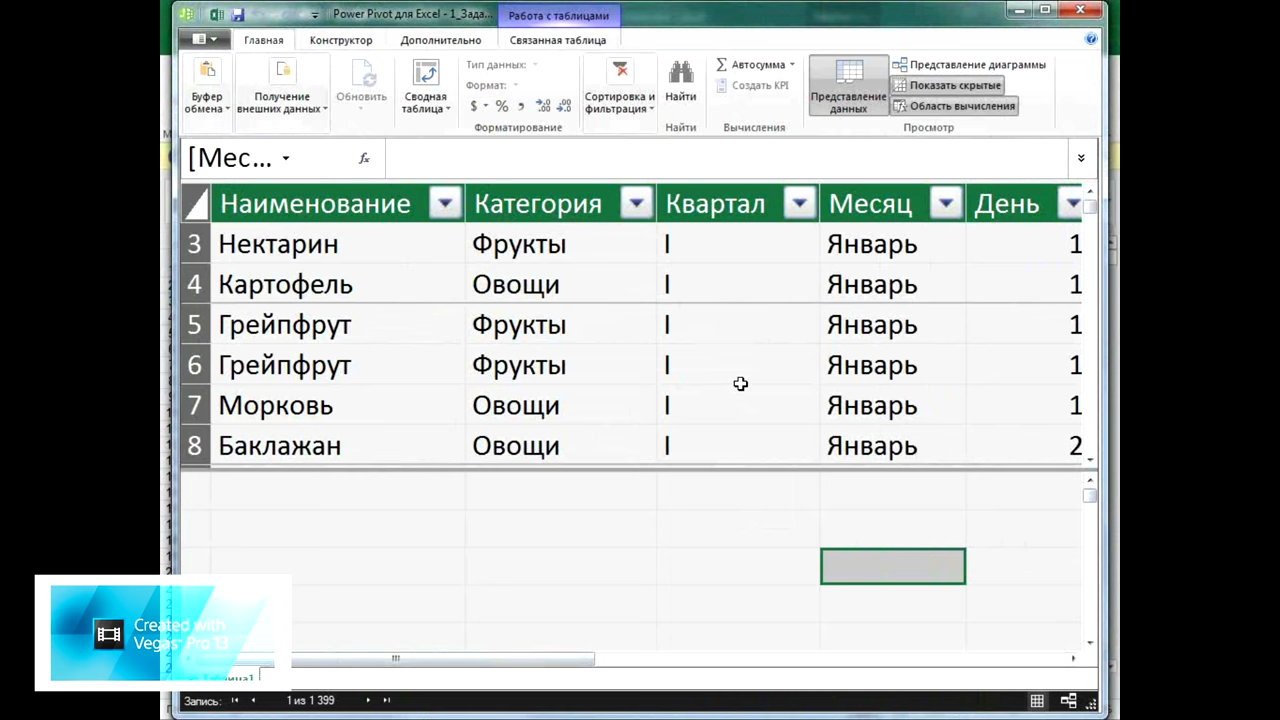 Power Pivot для Excel - 1_Зада...
Работа с таблицами
Главная
Конструктор
Дополнительно
Связанная таблица
Буфер обмена
Получение внешних данных
Обновить
Сводная таблица
Тип данных:
Формат:
$ % ,
Форматирование
Сортировка и фильтрация
Найти
Найти
Σ Автосумма
Создать KPI
Вычисления
Представление данных
Представление диаграммы
Показать скрытые
Область вычисления
Просмотр
[Мес... fx
Наименование Категория Квартал Месяц День
3 Нектарин Фрукты I Январь 1
4 Картофель Овощи I Январь 1
5 Грейпфрут Фрукты I Январь 1
6 Грейпфрут Фрукты I Январь 1
7 Морковь Овощи I Январь 1
8 Баклажан Овощи I Январь 2
Created with
Vegas Pro 13
Запись: 1 из 1 399